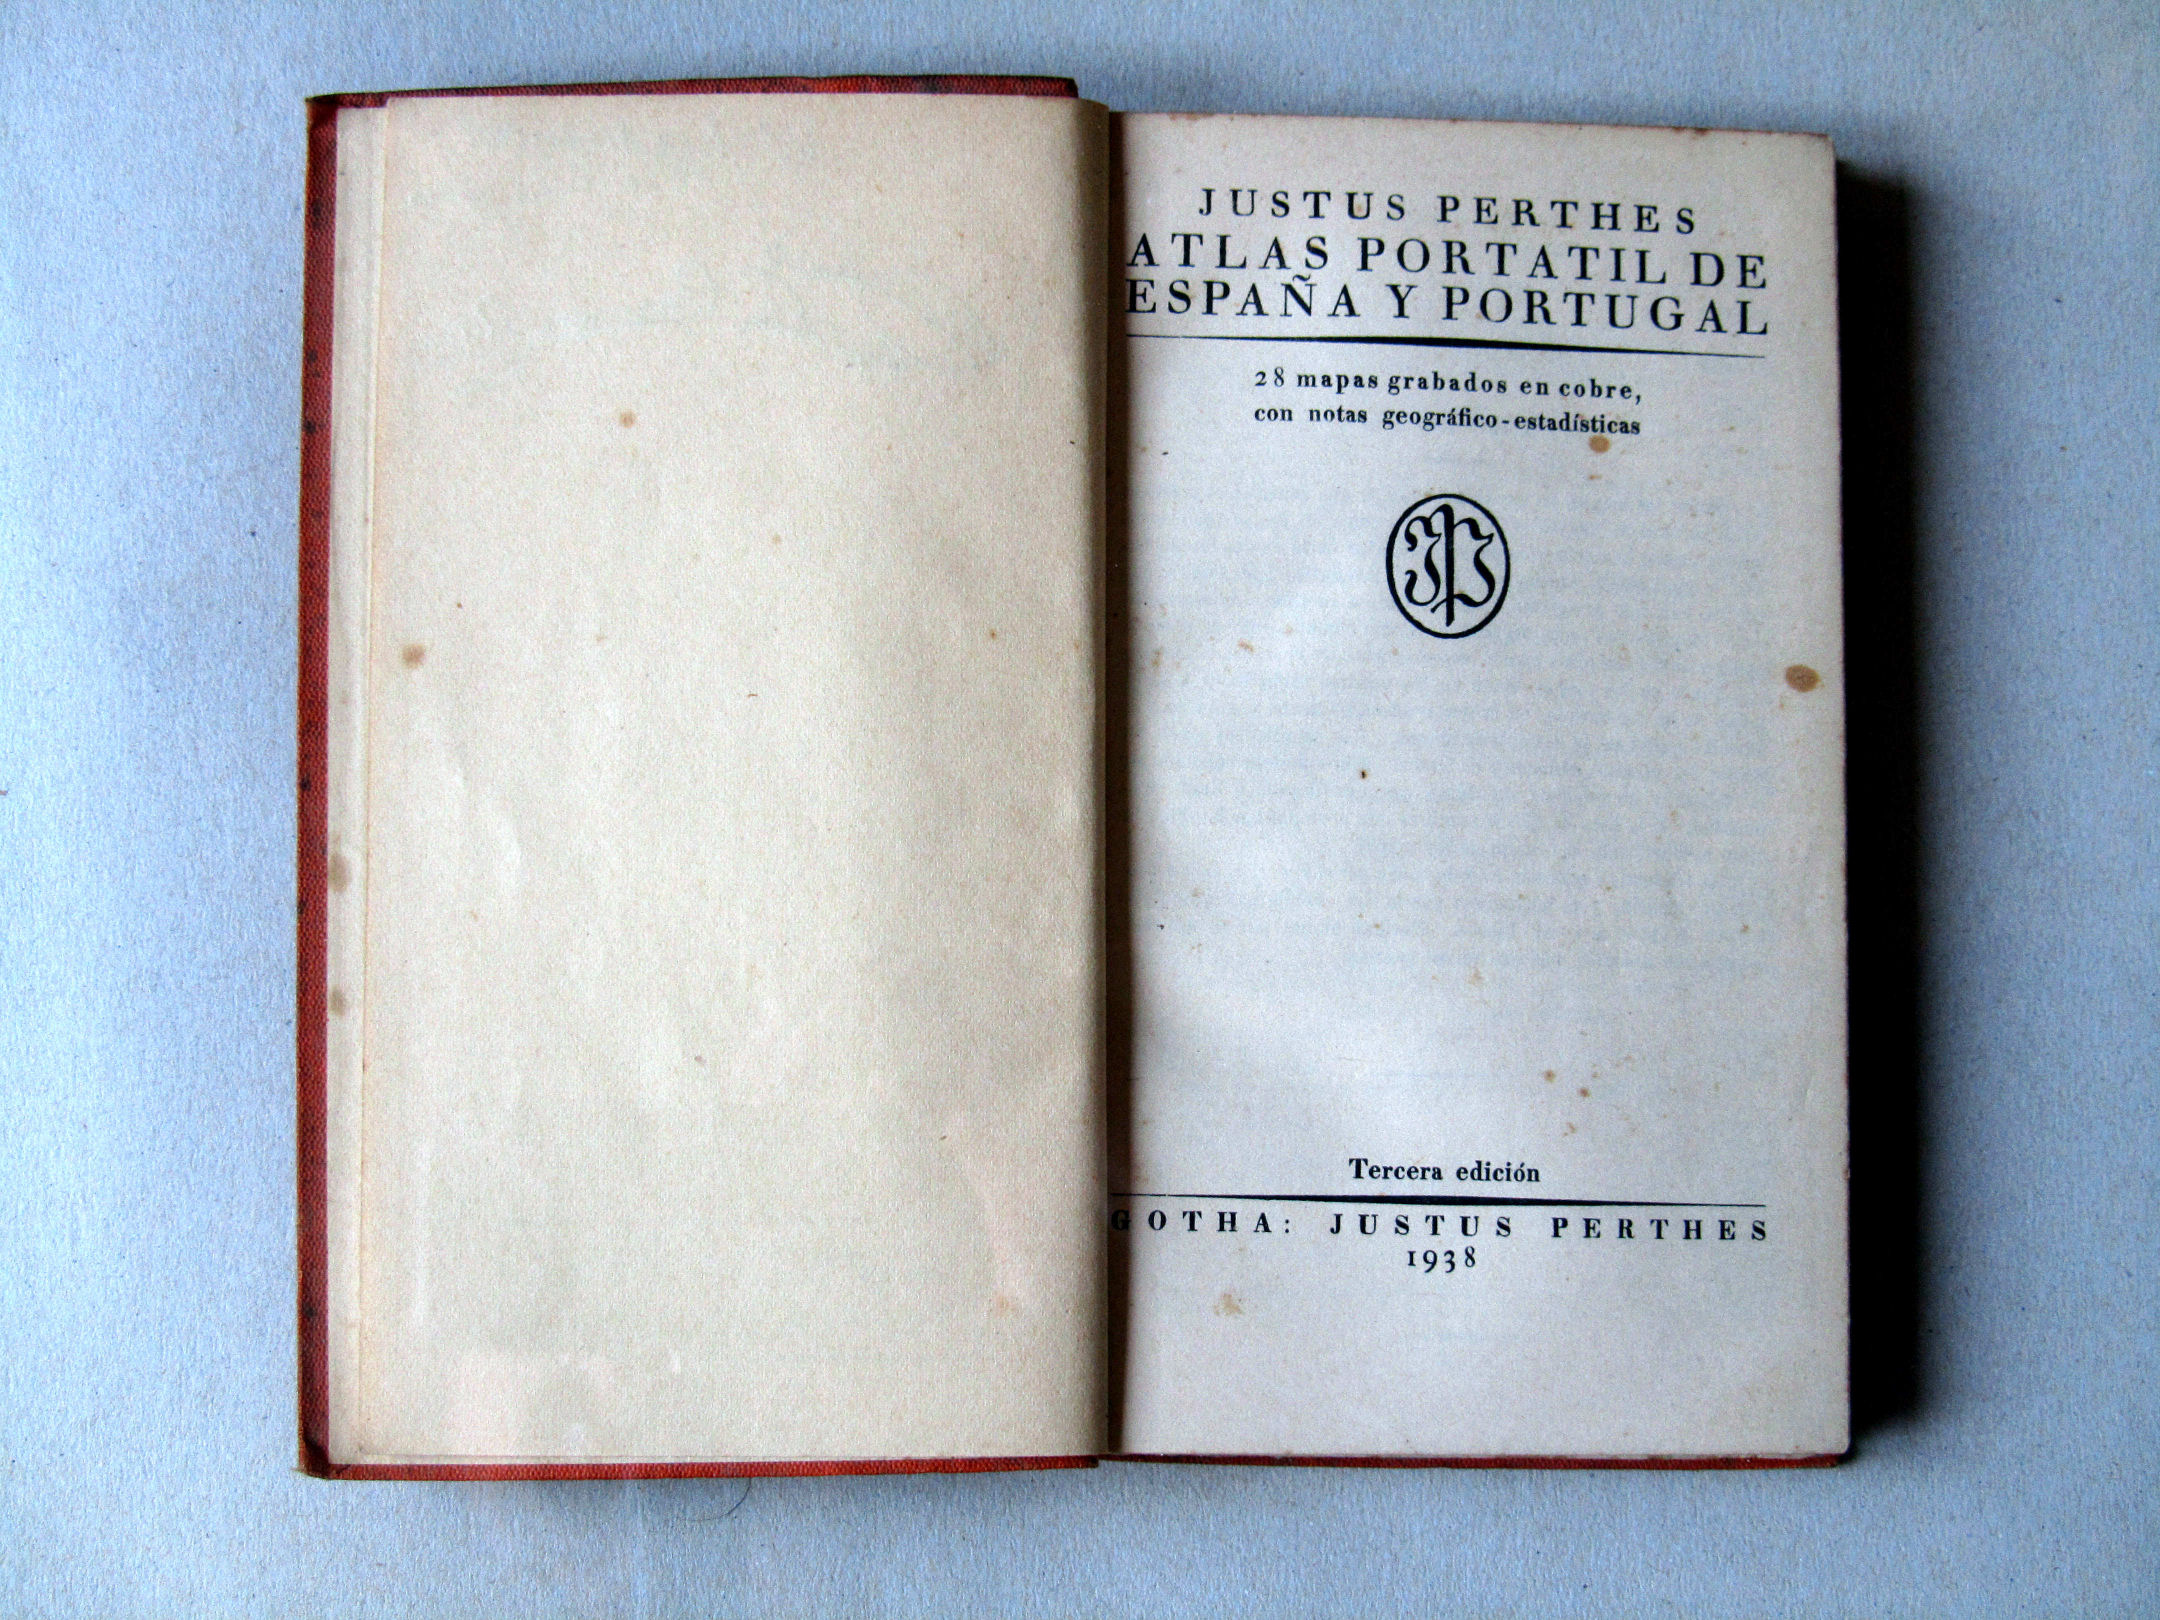 JUSTUS PERTHES
ATLAS PORTATIL DE
ESPAÑA Y PORTUGAL
28 mapas grabados en cobre,
con notas geográfico-estadísticas
JP
Tercera edición
GOTHA: JUSTUS PERTHES
1938